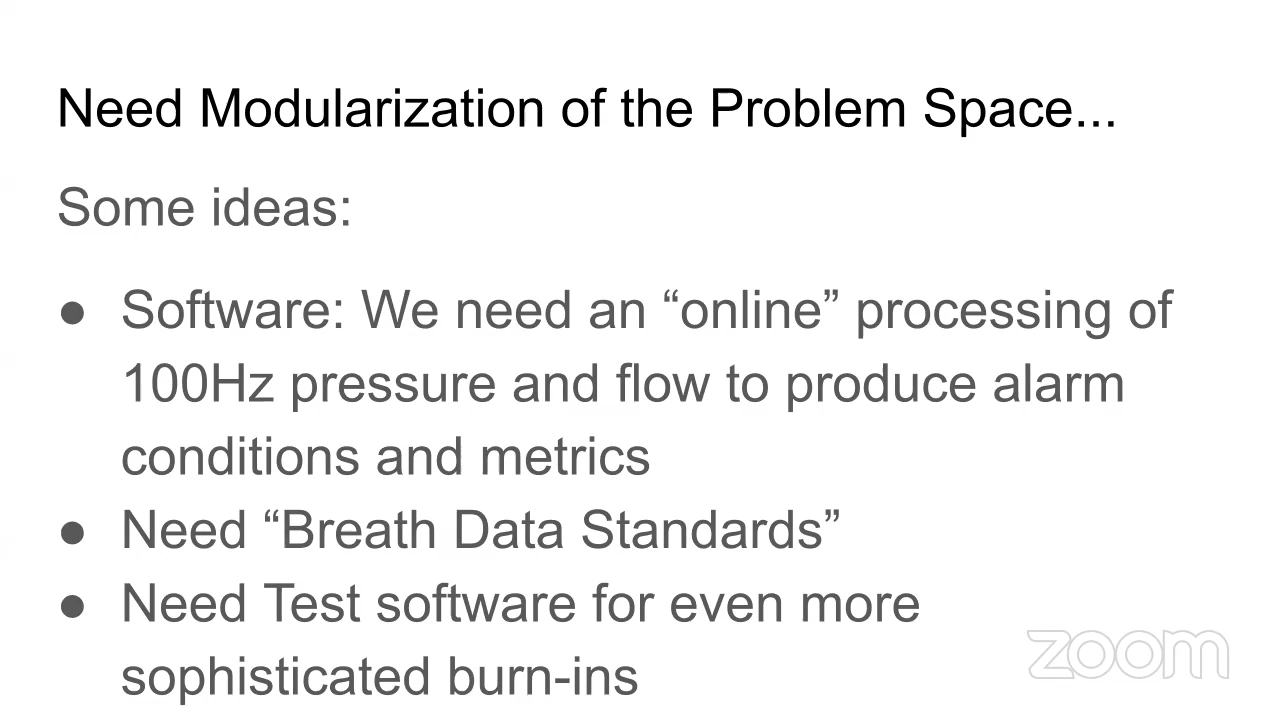 Need Modularization of the Problem Space...
Some ideas:
● Software: We need an “online” processing of
100Hz pressure and flow to produce alarm
conditions and metrics
● Need “Breath Data Standards”
● Need Test software for even more
sophisticated burn-ins
zoom